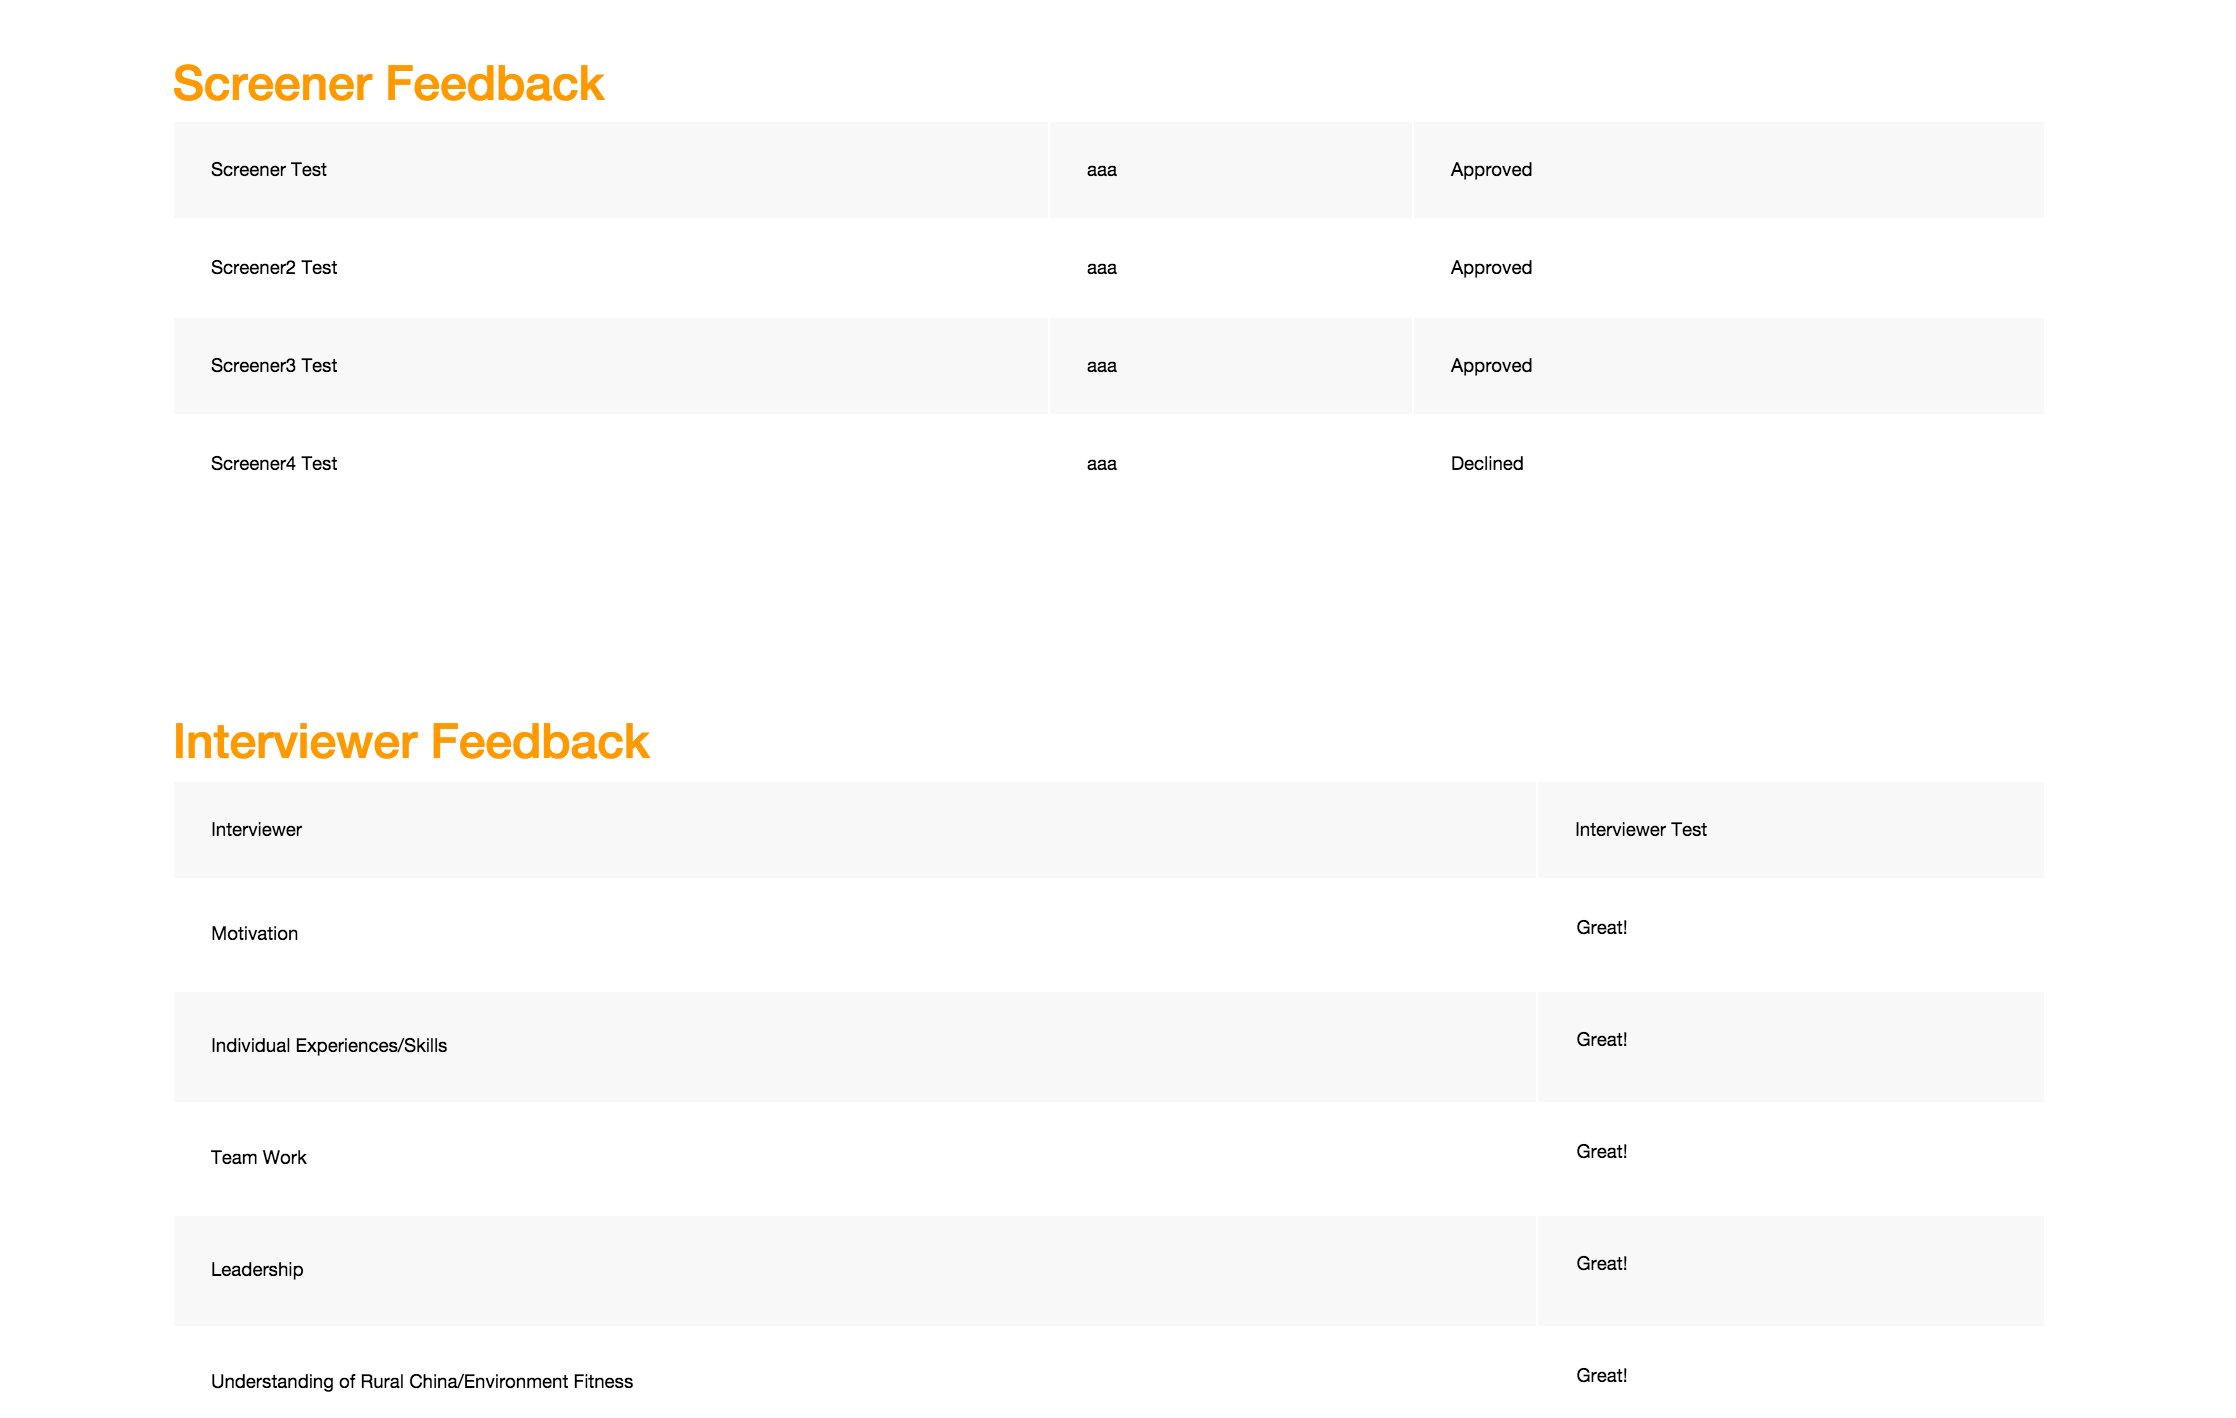 Screener Feedback
Screener Test aaa Approved
Screener2 Test aaa Approved
Screener3 Test aaa Approved
Screener4 Test aaa Declined
Interviewer Feedback
Interviewer Interviewer Test
Motivation Great!
Individual Experiences/Skills Great!
Team Work Great!
Leadership Great!
Understanding of Rural China/Environment Fitness Great!